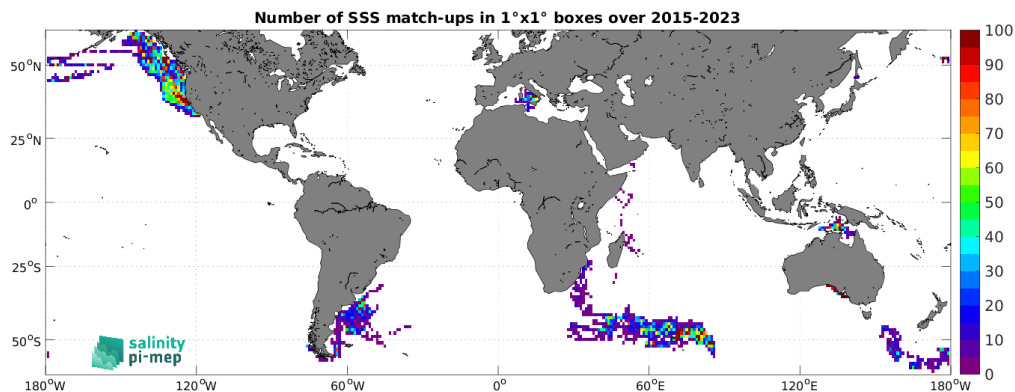 Number of SSS match-ups in 1°x1° boxes over 2015-2023
50°N
25°N
0°
25°S
50°S
180°W 120°W 60°W 0° 60°E 120°E 180°W
100
90
80
70
60
50
40
30
20
10
0
salinity
pi-mep